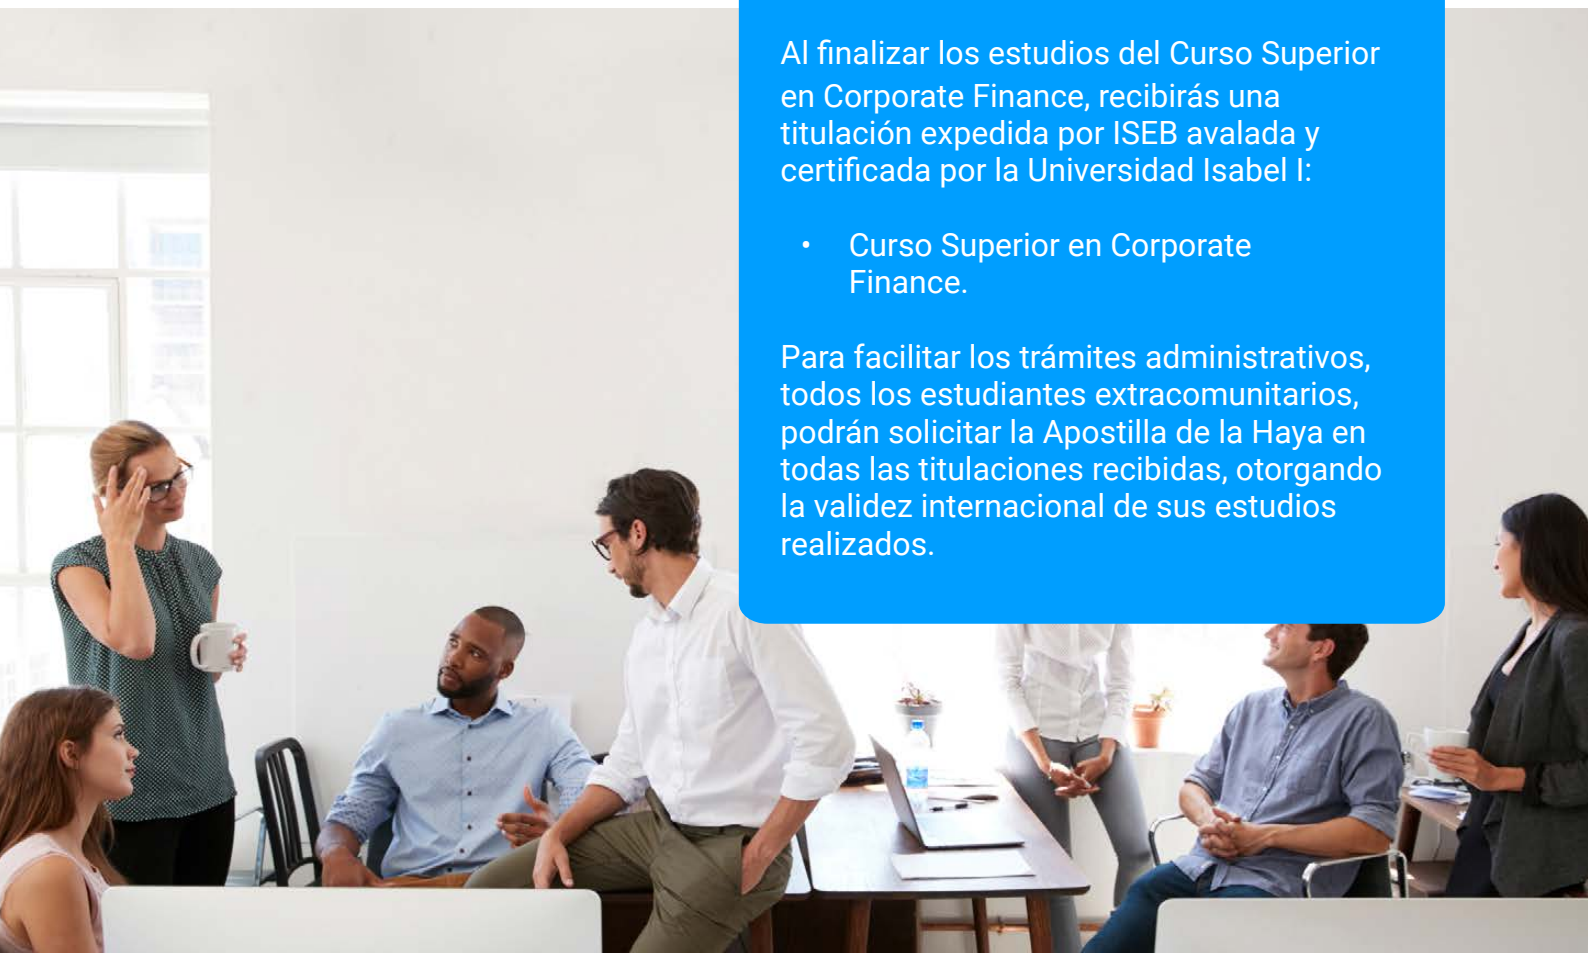 Al finalizar los estudios del Curso Superior
en Corporate Finance, recibirás una
titulación expedida por ISEB avalada y
certificada por la Universidad Isabel I:
• Curso Superior en Corporate
Finance.
Para facilitar los trámites administrativos,
todos los estudiantes extracomunitarios,
podrán solicitar la Apostilla de la Haya en
todas las titulaciones recibidas, otorgando
la validez internacional de sus estudios
realizados.